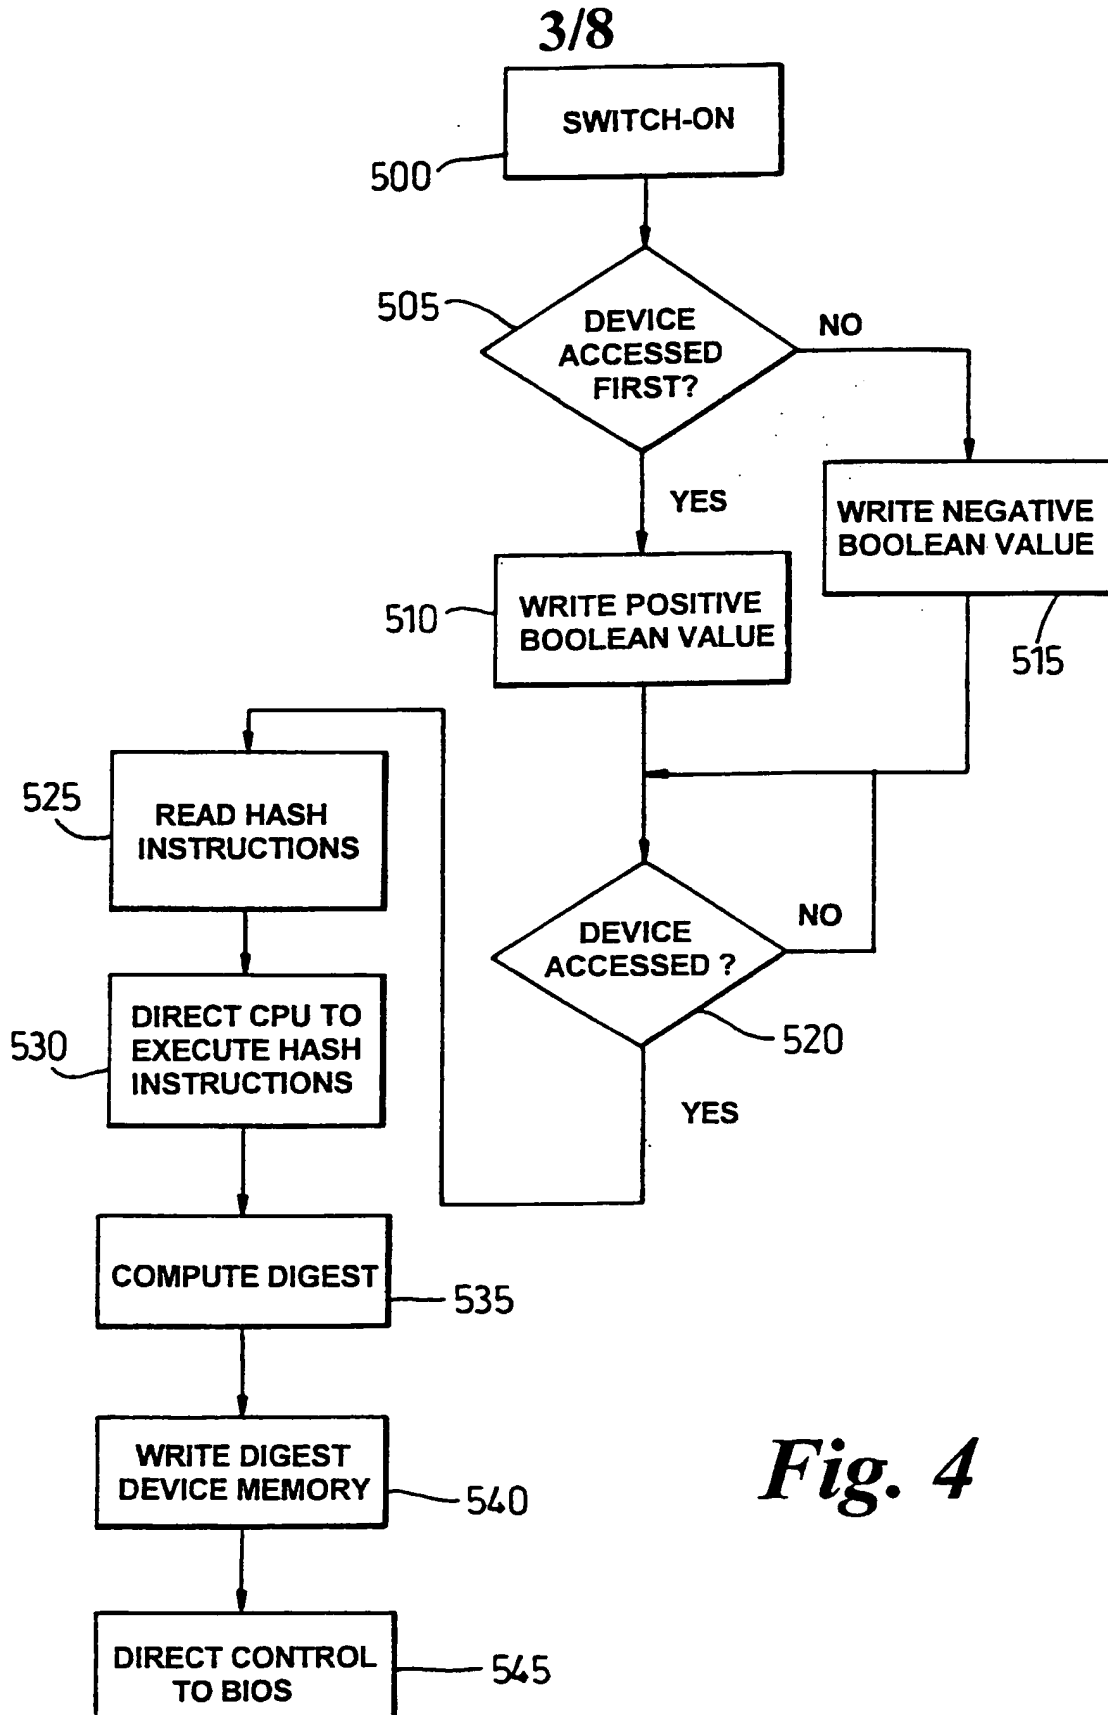 3/8
SWITCH-ON
500
505
DEVICE
ACCESSED
FIRST?
NO
YES
WRITE NEGATIVE
BOOLEAN VALUE
515
510
WRITE POSITIVE
BOOLEAN VALUE
525
READ HASH
INSTRUCTIONS
DEVICE
ACCESSED ?
NO
520
YES
530
DIRECT CPU TO
EXECUTE HASH
INSTRUCTIONS
COMPUTE DIGEST
535
WRITE DIGEST
DEVICE MEMORY
540
Fig. 4
DIRECT CONTROL
TO BIOS
545